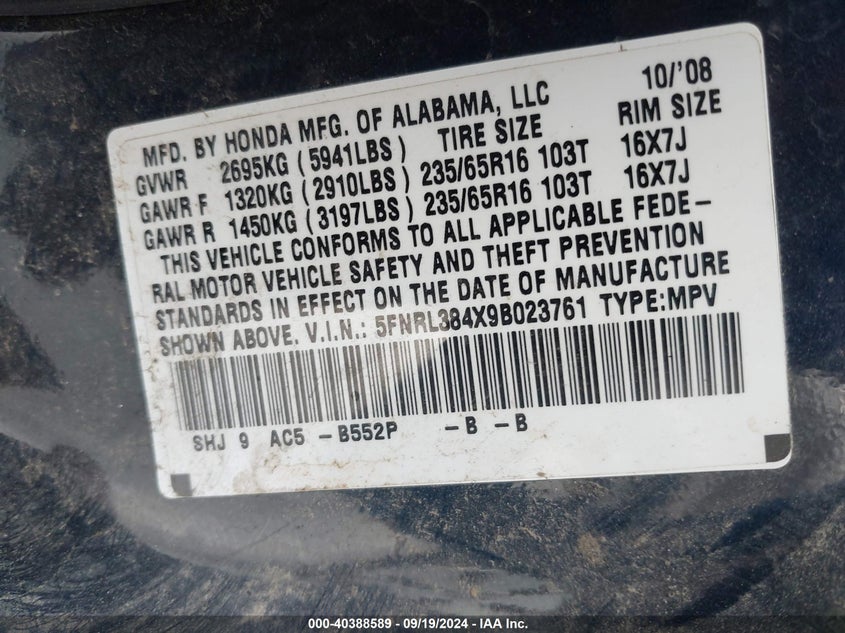 10/'08
MFD. BY HONDA MFG. OF ALABAMA, LLC
GVWR 2695KG (5941LBS) TIRE SIZE RIM SIZE
GAWR F 1320KG (2910LBS) 235/65R16 103T 16X7J
GAWR R 1450KG (3197LBS) 235/65R16 103T 16X7J
THIS VEHICLE CONFORMS TO ALL APPLICABLE FEDE-
RAL MOTOR VEHICLE SAFETY AND THEFT PREVENTION
STANDARDS IN EFFECT ON THE DATE OF MANUFACTURE
SHOWN ABOVE. V.I.N.: 5FNRL384X9B023761 TYPE:MPV
SHJ 9 AC5 -B552P -B -B
000-40388589 - 09/19/2024 - IAA Inc.